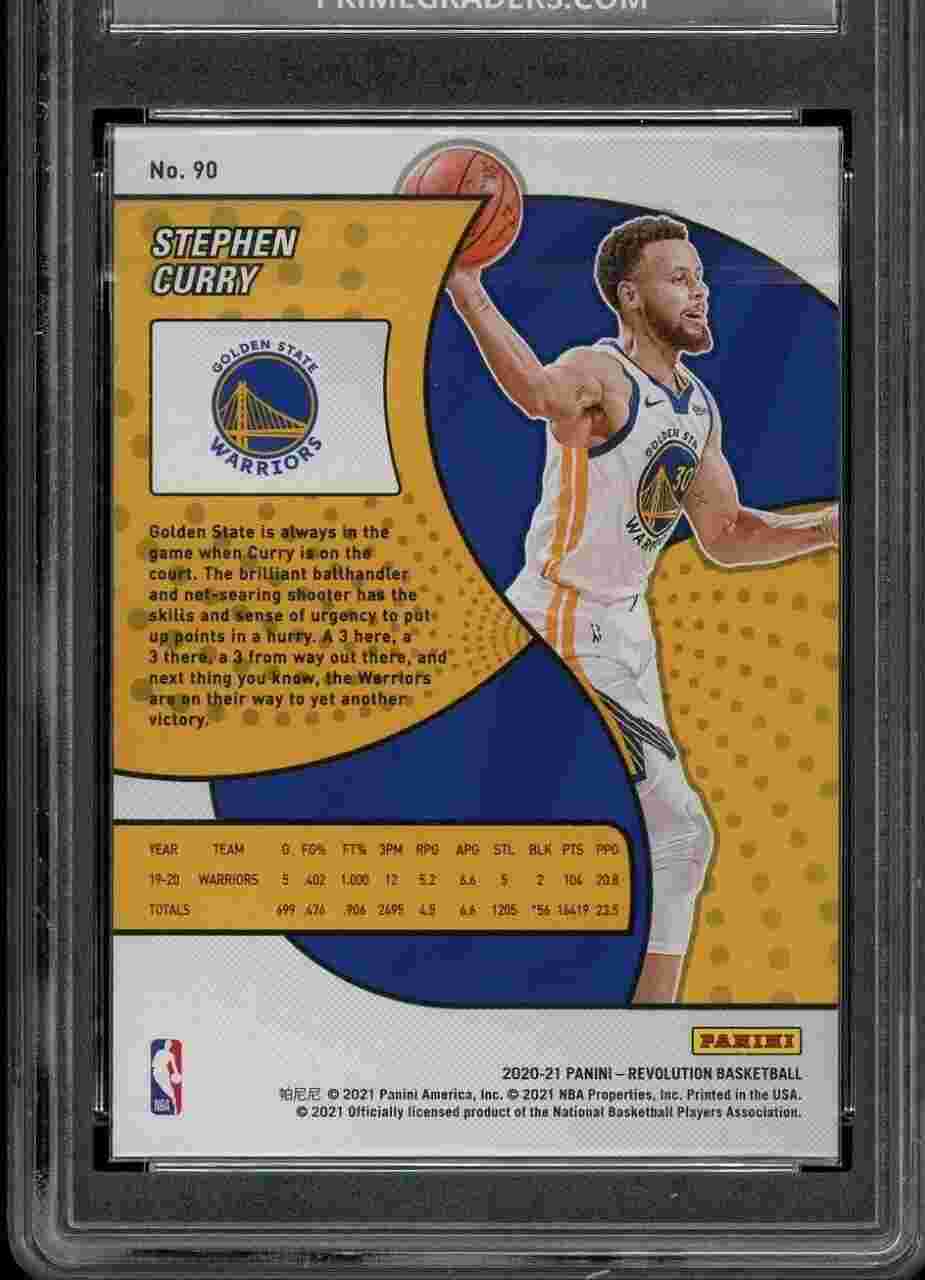 PRIMEGRADERS.COM
No. 90
STEPHEN
CURRY
GOLDEN STATE
WARRIORS
GOLDEN STA
30
WARR
Golden State is always in the
game when Curry is on the
court. The brilliant ballhandler
and net-searing shooter has the
skills and sense of urgency to put
up points in a hurry. A 3 here, a
3 there, a 3 from way out there, and
next thing you know, the Warriors
are on their way to yet another
victory.
YEAR TEAM G FG% FT% 3PM RPG APG STL BLK PTS PPG
19-20 WARRIORS 5 .402 1.000 12 5.2 6.6 5 2 104 20.8
TOTALS 699 .476 .906 2495 4.5 6.6 1205 *56 16419 23.5
PANINI
NBA
2020-21 PANINI – REVOLUTION BASKETBALL
帕尼尼 © 2021 Panini America, Inc. © 2021 NBA Properties, Inc. Printed in the USA.
© 2021 Officially licensed product of the National Basketball Players Association.